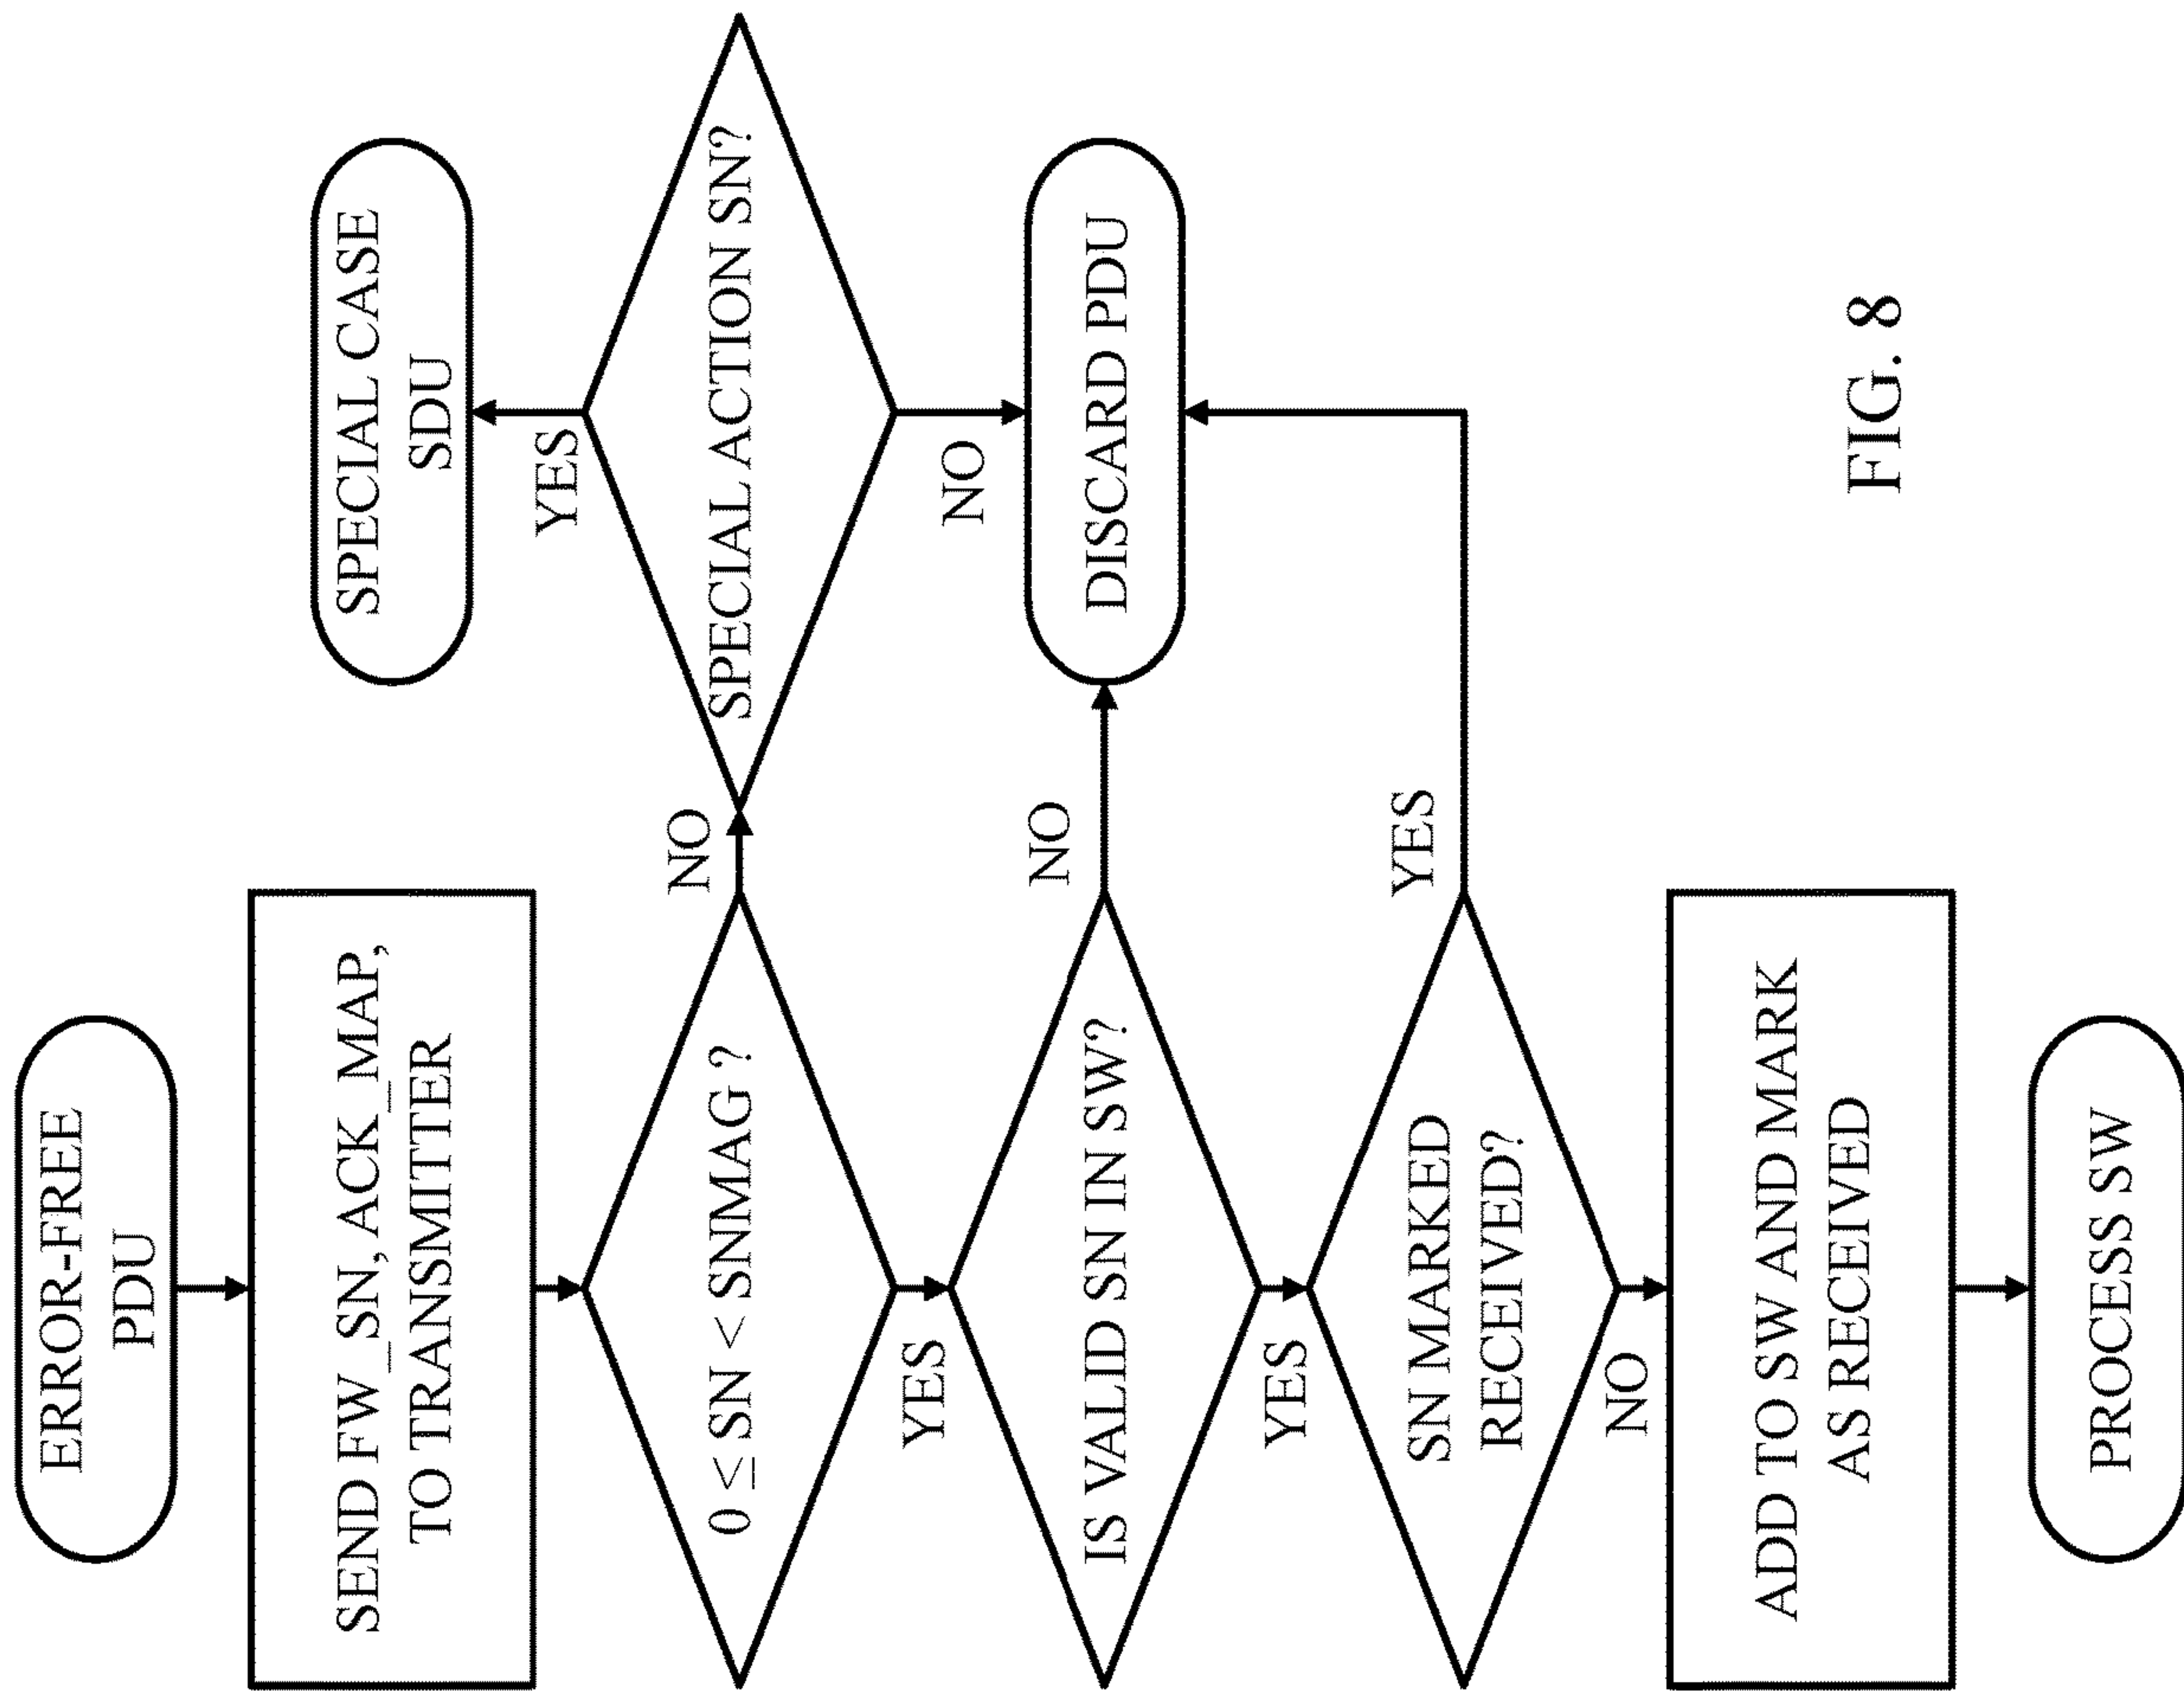 ERROR-FREE
PDU
SEND FW_SN, ACK_MAP,
TO TRANSMITTER
0 ≤ SN < SNMAG ?
NO
SPECIAL ACTION SN?
YES
SPECIAL CASE
SDU
NO
YES
IS VALID SN IN SW?
NO
DISCARD PDU
YES
SN MARKED
RECEIVED?
YES
NO
ADD TO SW AND MARK
AS RECEIVED
PROCESS SW
FIG. 8